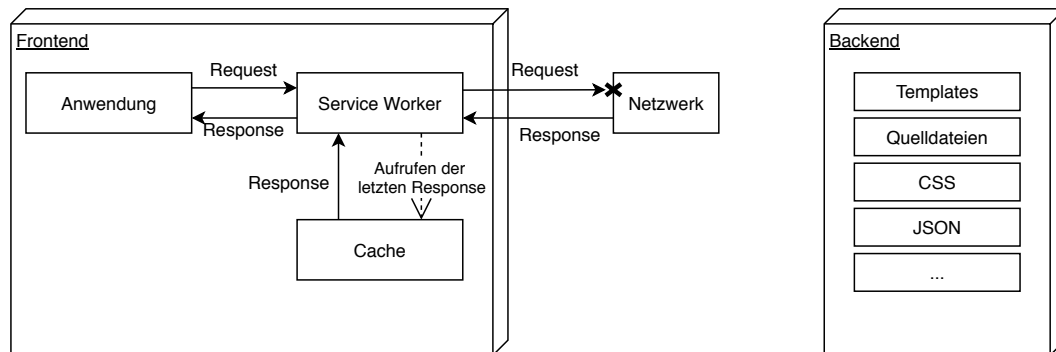 Frontend
Anwendung
Request
Response
Service Worker
Request
Response
Netzwerk
Response
Aufrufen der
letzten Response
Cache
Backend
Templates
Quelldateien
CSS
JSON
...